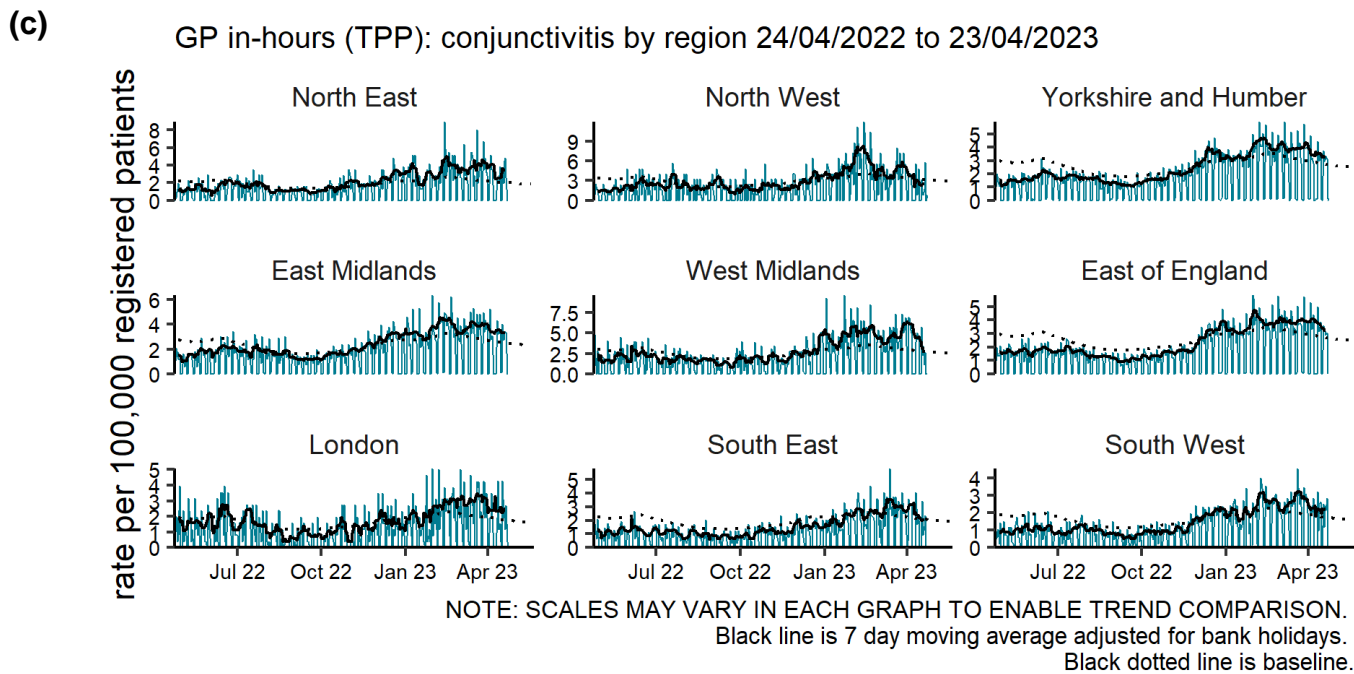 (c)
GP in-hours (TPP): conjunctivitis by region 24/04/2022 to 23/04/2023
rate per 100,000 registered patients
North East
8
6
4
2
0
North West
9
6
3
0
Yorkshire and Humber
5
4
3
2
1
0
East Midlands
6
4
2
0
West Midlands
7.5
5.0
2.5
0.0
East of England
5
4
3
2
1
0
London
5
4
3
2
1
0
Jul 22 Oct 22 Jan 23 Apr 23
South East
5
4
3
2
1
0
Jul 22 Oct 22 Jan 23 Apr 23
South West
4
3
2
1
0
Jul 22 Oct 22 Jan 23 Apr 23
NOTE: SCALES MAY VARY IN EACH GRAPH TO ENABLE TREND COMPARISON.
Black line is 7 day moving average adjusted for bank holidays.
Black dotted line is baseline.